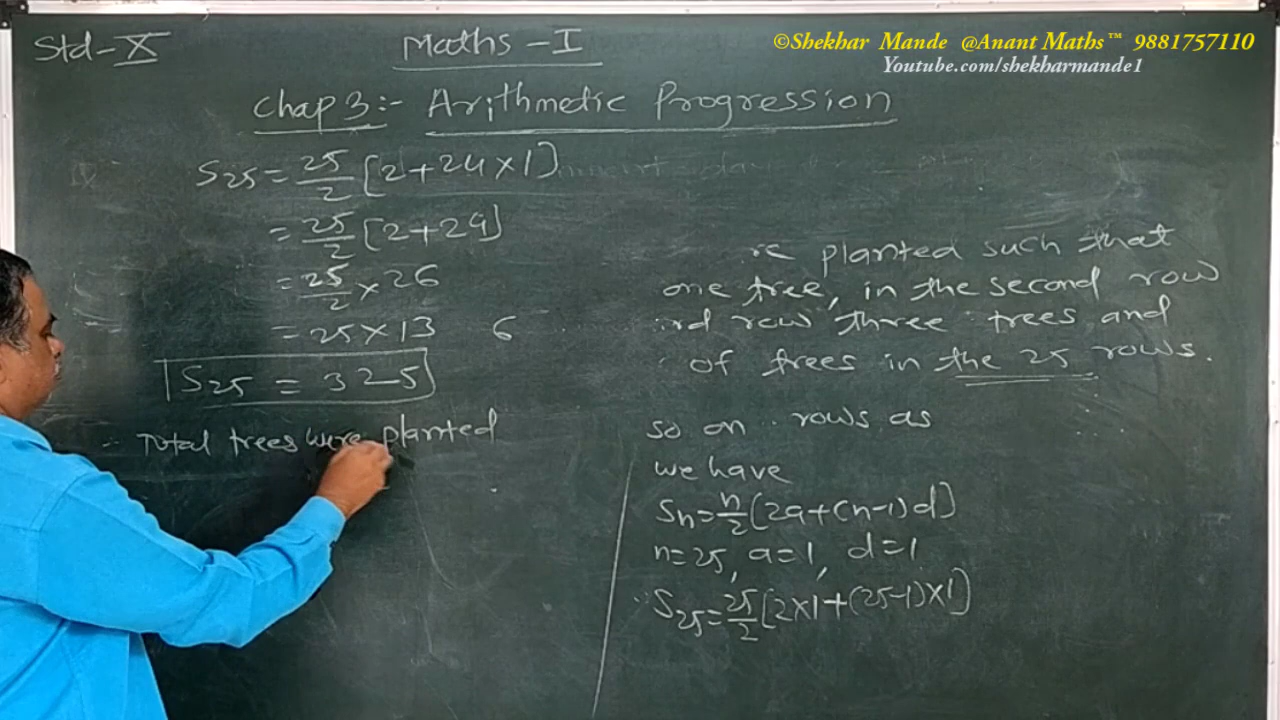 ©Shekhar Mande @Anant Maths™ 9881757110
Youtube.com/shekharmande1
Std-X
Maths-I
Chap 3:- Arithmetic Progression
S25 = 25/2 [2+24×1]
= 25/2 [2+24]
= 25/2 × 26
= 25×13 6
S25 = 325
Total trees were planted
planted such that
one tree, in the second row
rd row three trees and
of trees in the 25 rows.
so on rows as
we have
Sn = n/2 [2a+(n-1)d]
n=25, a=1, d=1
∴ S25 = 25/2 [2×1+(25-1)×1]